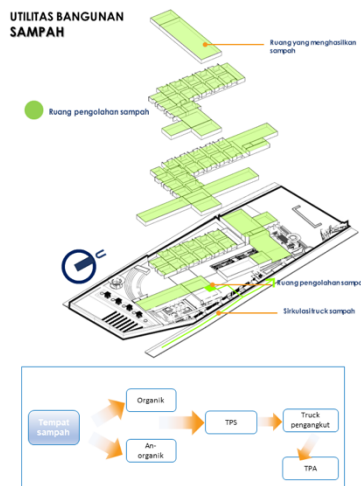 UTILITAS BANGUNAN
SAMPAH
Ruang yang menghasilkan
sampah
Ruang pengolahan sampah
U
Ruang pengolahan sampa
Sirkulasi truck sampah
Tempat
sampah
Organik
An-
organik
TPS
Truck
pengangkut
TPA